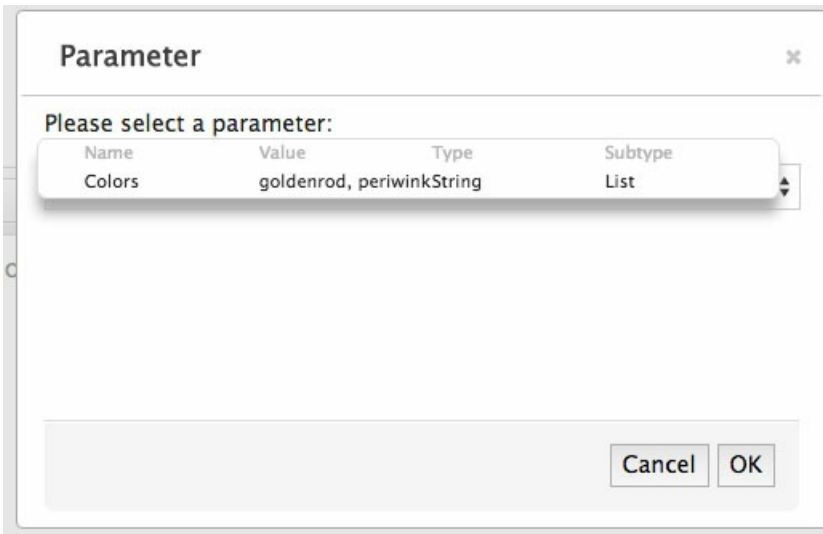 Parameter
Please select a parameter:
Name Value Type Subtype
Colors goldenrod, periwinkString List
Cancel OK